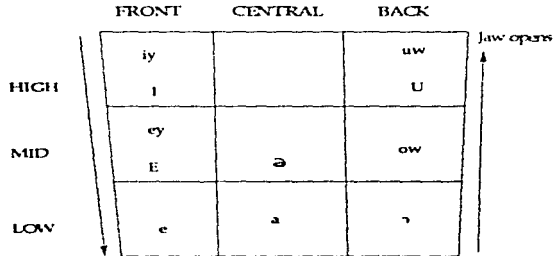 FRONT CENTRAL BACK
Jaw opens
iy uw
HIGH
I U
ey
MID ow
E ə
LOW e a ɔ